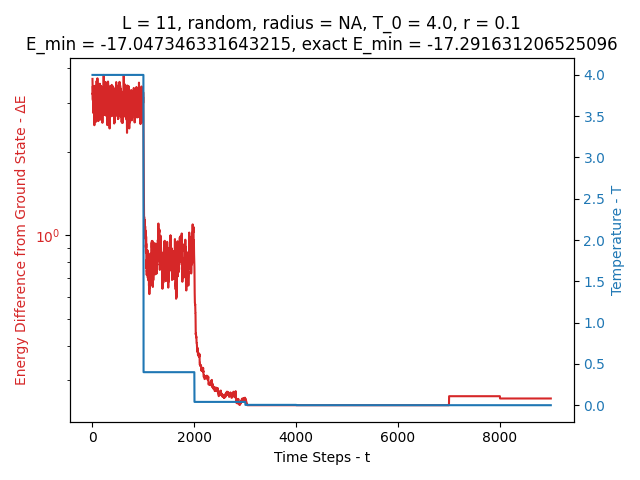 L = 11, random, radius = NA, T_0 = 4.0, r = 0.1
E_min = -17.047346331643215, exact E_min = -17.291631206525096
Energy Difference from Ground State - ΔE
10⁰
4.0
3.5
3.0
2.5
2.0
1.5
1.0
0.5
0.0
Temperature - T
0 2000 4000 6000 8000
Time Steps - t